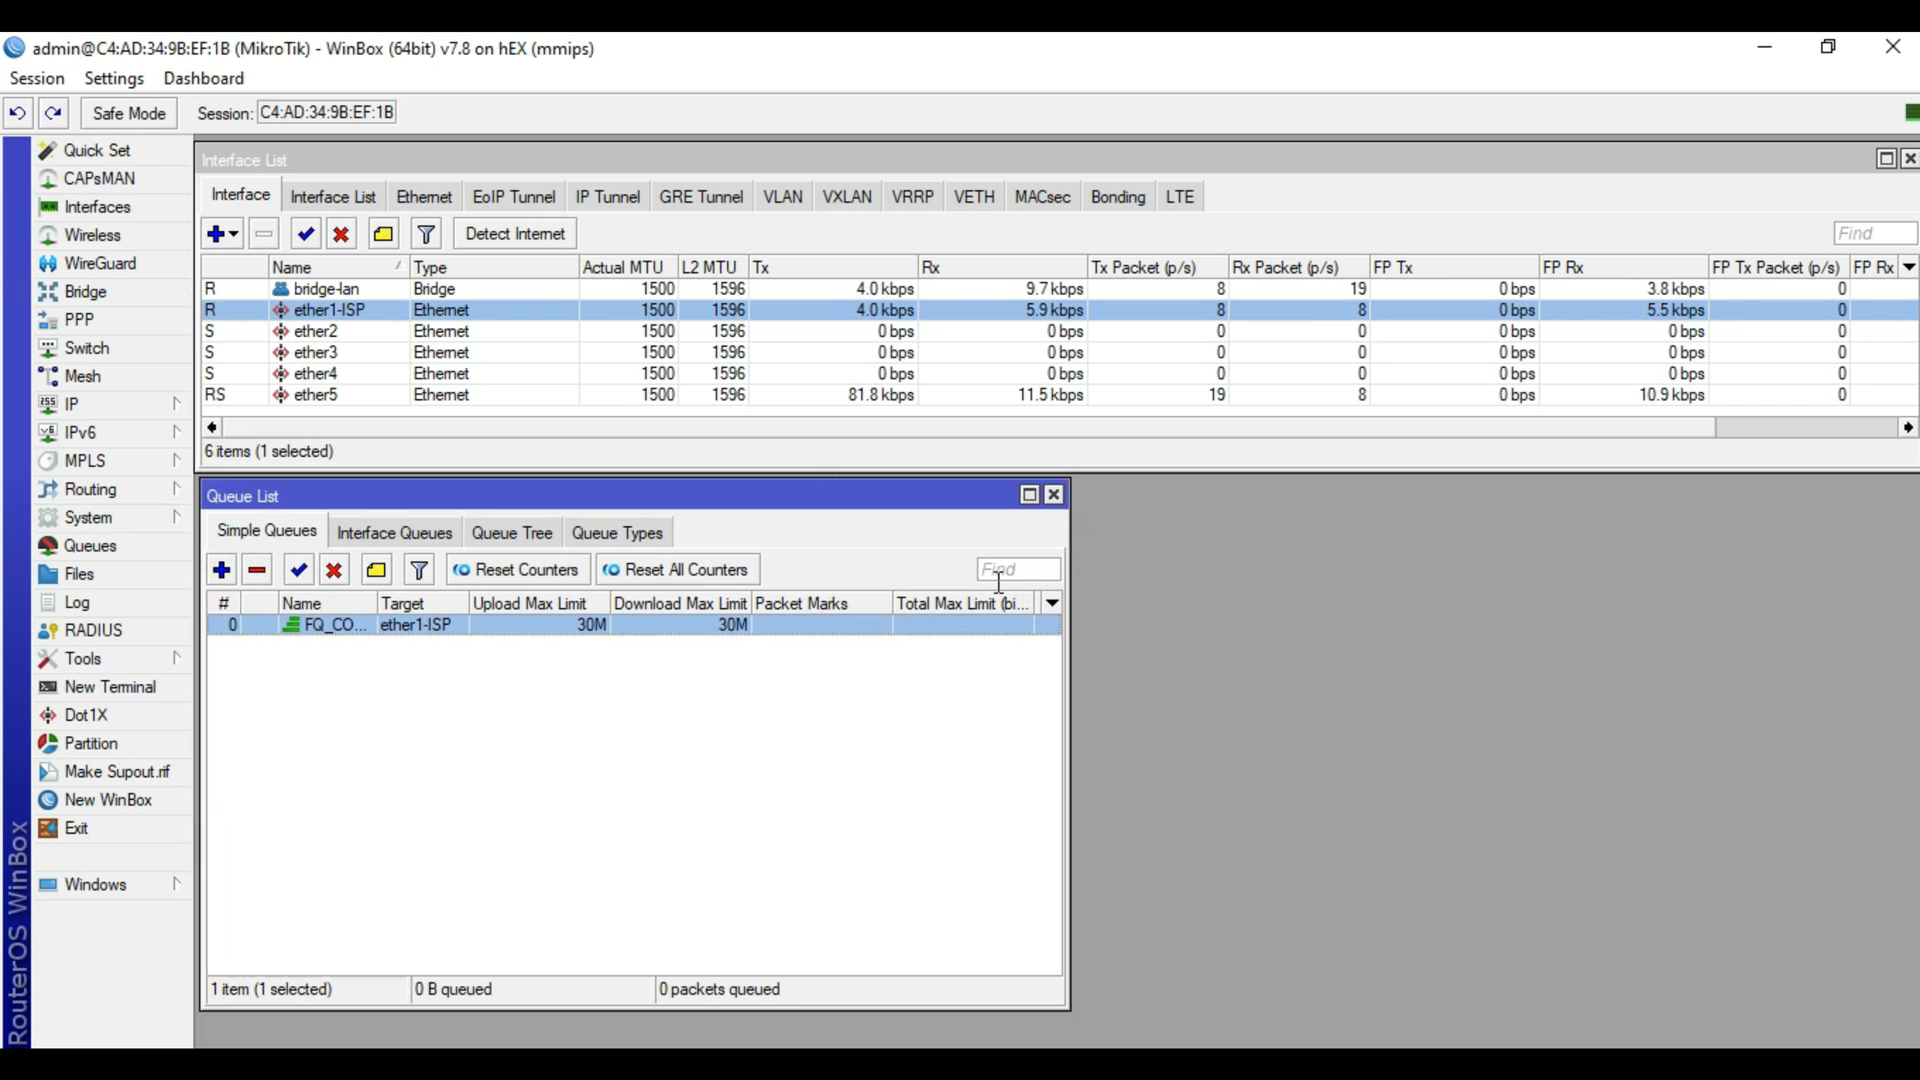 admin@C4:AD:34:9B:EF:1B (MikroTik) - WinBox (64bit) v7.8 on hEX (mmips)
Session Settings Dashboard
Safe Mode Session: C4:AD:34:9B:EF:1B
Quick Set
CAPsMAN
Interfaces
Wireless
WireGuard
Bridge
PPP
Switch
Mesh
IP
IPv6
MPLS
Routing
System
Queues
Files
Log
RADIUS
Tools
New Terminal
Dot1X
Partition
Make Supout.rif
New WinBox
Exit
Windows
RouterOS WinBox
Interface List
Interface Interface List Ethernet EoIP Tunnel IP Tunnel GRE Tunnel VLAN VXLAN VRRP VETH MACsec Bonding LTE
Detect Internet Find
Name Type Actual MTU L2 MTU Tx Rx Tx Packet (p/s) Rx Packet (p/s) FP Tx FP Rx FP Tx Packet (p/s) FP Rx
R bridge-lan Bridge 1500 1596 4.0 kbps 9.7 kbps 8 19 0 bps 3.8 kbps 0
R ether1-ISP Ethernet 1500 1596 4.0 kbps 5.9 kbps 8 8 0 bps 5.5 kbps 0
S ether2 Ethernet 1500 1596 0 bps 0 bps 0 0 0 bps 0 bps 0
S ether3 Ethernet 1500 1596 0 bps 0 bps 0 0 0 bps 0 bps 0
S ether4 Ethernet 1500 1596 0 bps 0 bps 0 0 0 bps 0 bps 0
RS ether5 Ethernet 1500 1596 81.8 kbps 11.5 kbps 19 8 0 bps 10.9 kbps 0
6 items (1 selected)
Queue List
Simple Queues Interface Queues Queue Tree Queue Types
Reset Counters Reset All Counters Find
# Name Target Upload Max Limit Download Max Limit Packet Marks Total Max Limit (bi...
0 FQ_CO... ether1-ISP 30M 30M
1 item (1 selected) 0 B queued 0 packets queued